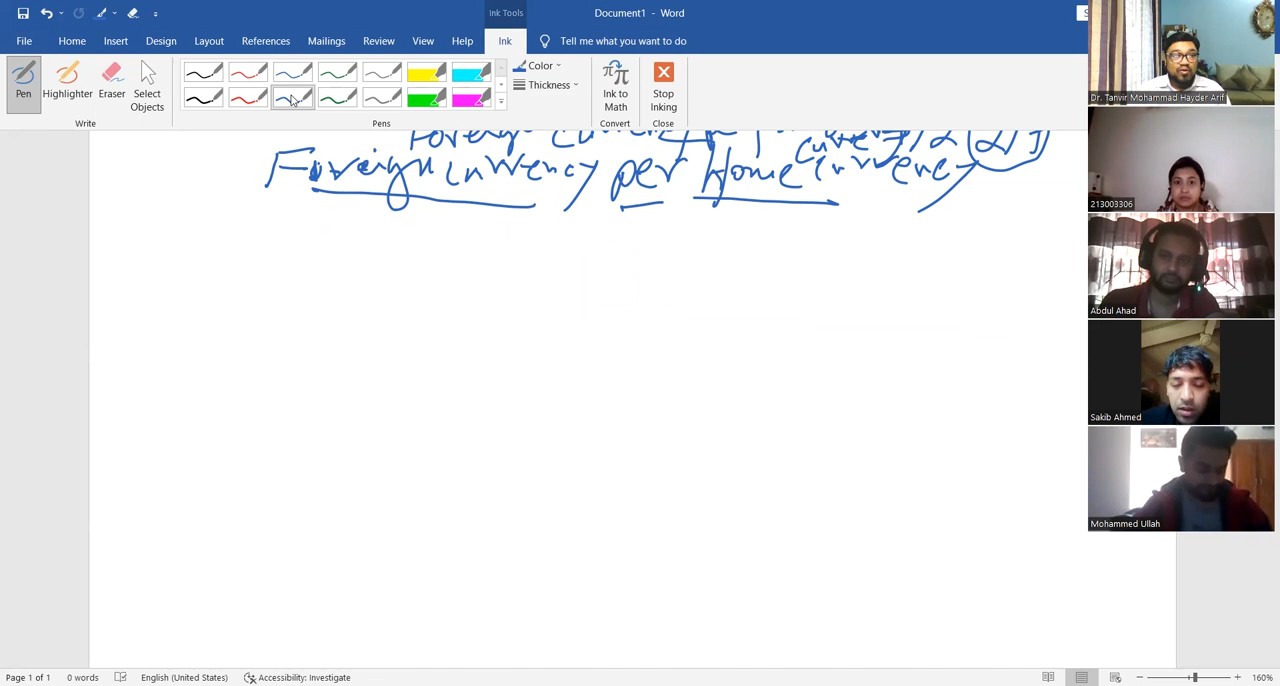 Ink Tools
Document1 - Word
File Home Insert Design Layout References Mailings Review View Help Ink Tell me what you want to do
Pen
Highlighter
Eraser
Select Objects
Color
Thickness
Ink to Math
Stop Inking
Write
Pens
Convert
Close
Foreign Currency per Home Currency
Dr. Tanvir Mohammad Hayder Arif
213003306
Abdul Ahad
Sakib Ahmed
Mohammed Ullah
Page 1 of 1 0 words English (United States) Accessibility: Investigate 160%